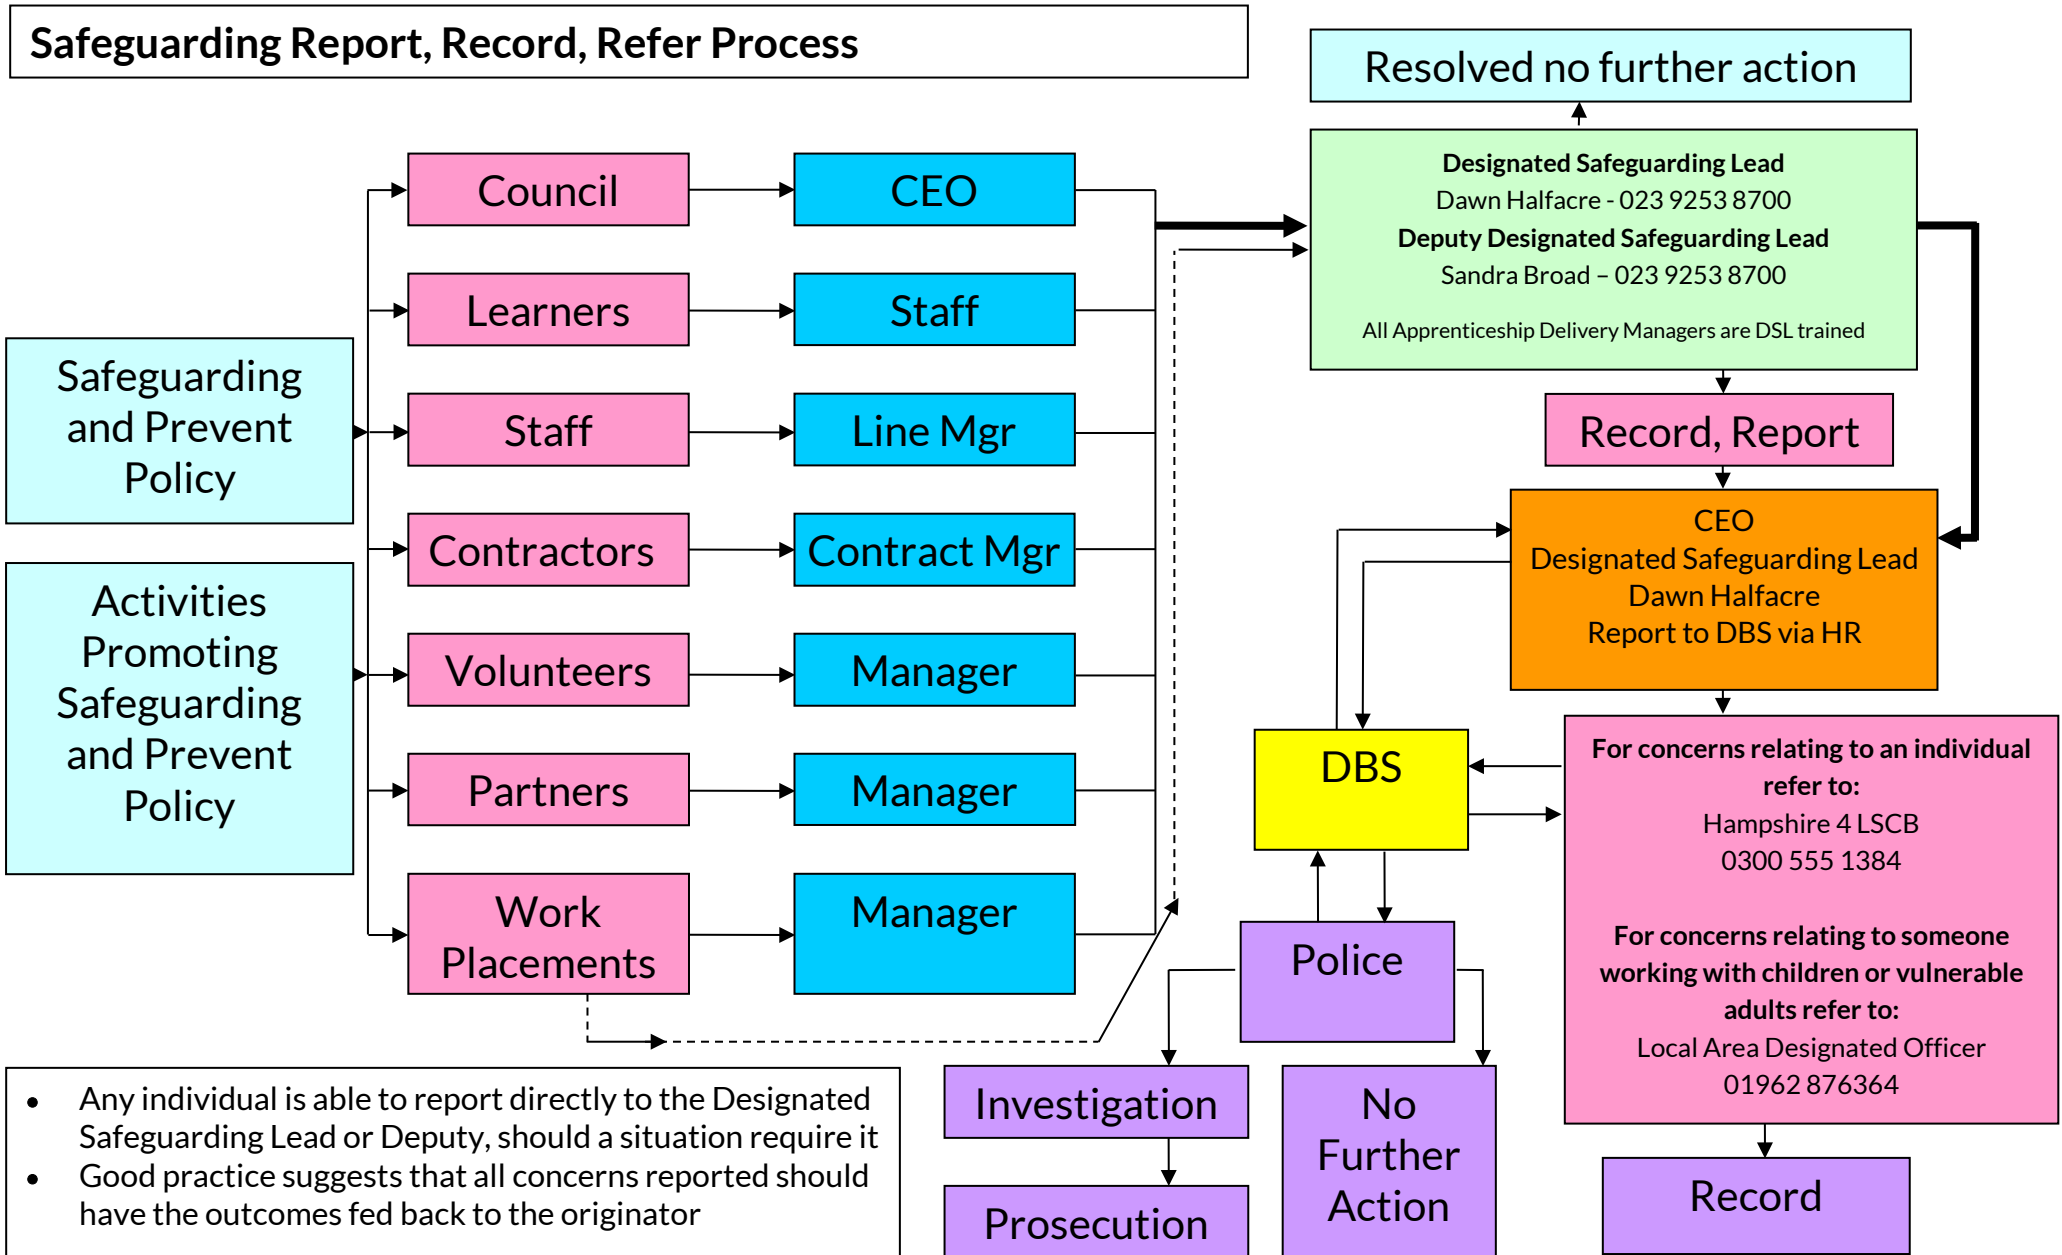 Safeguarding Report, Record, Refer Process
Resolved no further action
Designated Safeguarding Lead
Dawn Halfacre - 023 9253 8700
Deputy Designated Safeguarding Lead
Sandra Broad – 023 9253 8700
All Apprenticeship Delivery Managers are DSL trained
Council
CEO
Learners
Staff
Safeguarding
and Prevent
Policy
Staff
Line Mgr
Record, Report
Contractors
Contract Mgr
CEO
Designated Safeguarding Lead
Dawn Halfacre
Report to DBS via HR
Activities
Promoting
Safeguarding
and Prevent
Policy
Volunteers
Manager
Partners
Manager
Work
Placements
Manager
DBS
For concerns relating to an individual
refer to:
Hampshire 4 LSCB
0300 555 1384
For concerns relating to someone
working with children or vulnerable
adults refer to:
Local Area Designated Officer
01962 876364
Police
Investigation
No
Further
Action
Prosecution
Record
• Any individual is able to report directly to the Designated
Safeguarding Lead or Deputy, should a situation require it
• Good practice suggests that all concerns reported should
have the outcomes fed back to the originator